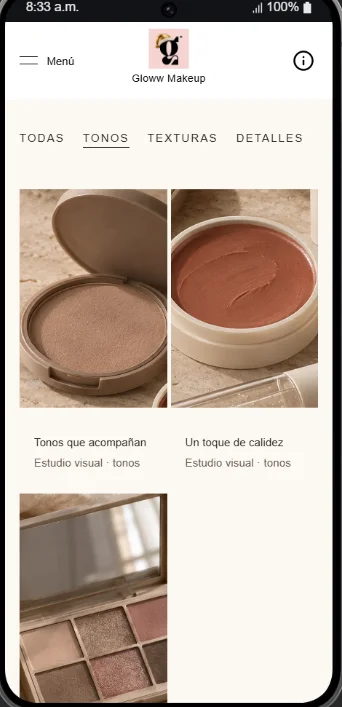 8:33 a.m.
100%
Menú
g
Gloww Makeup
TODAS TONOS TEXTURAS DETALLES
Tonos que acompañan
Estudio visual · tonos
Un toque de calidez
Estudio visual · tonos